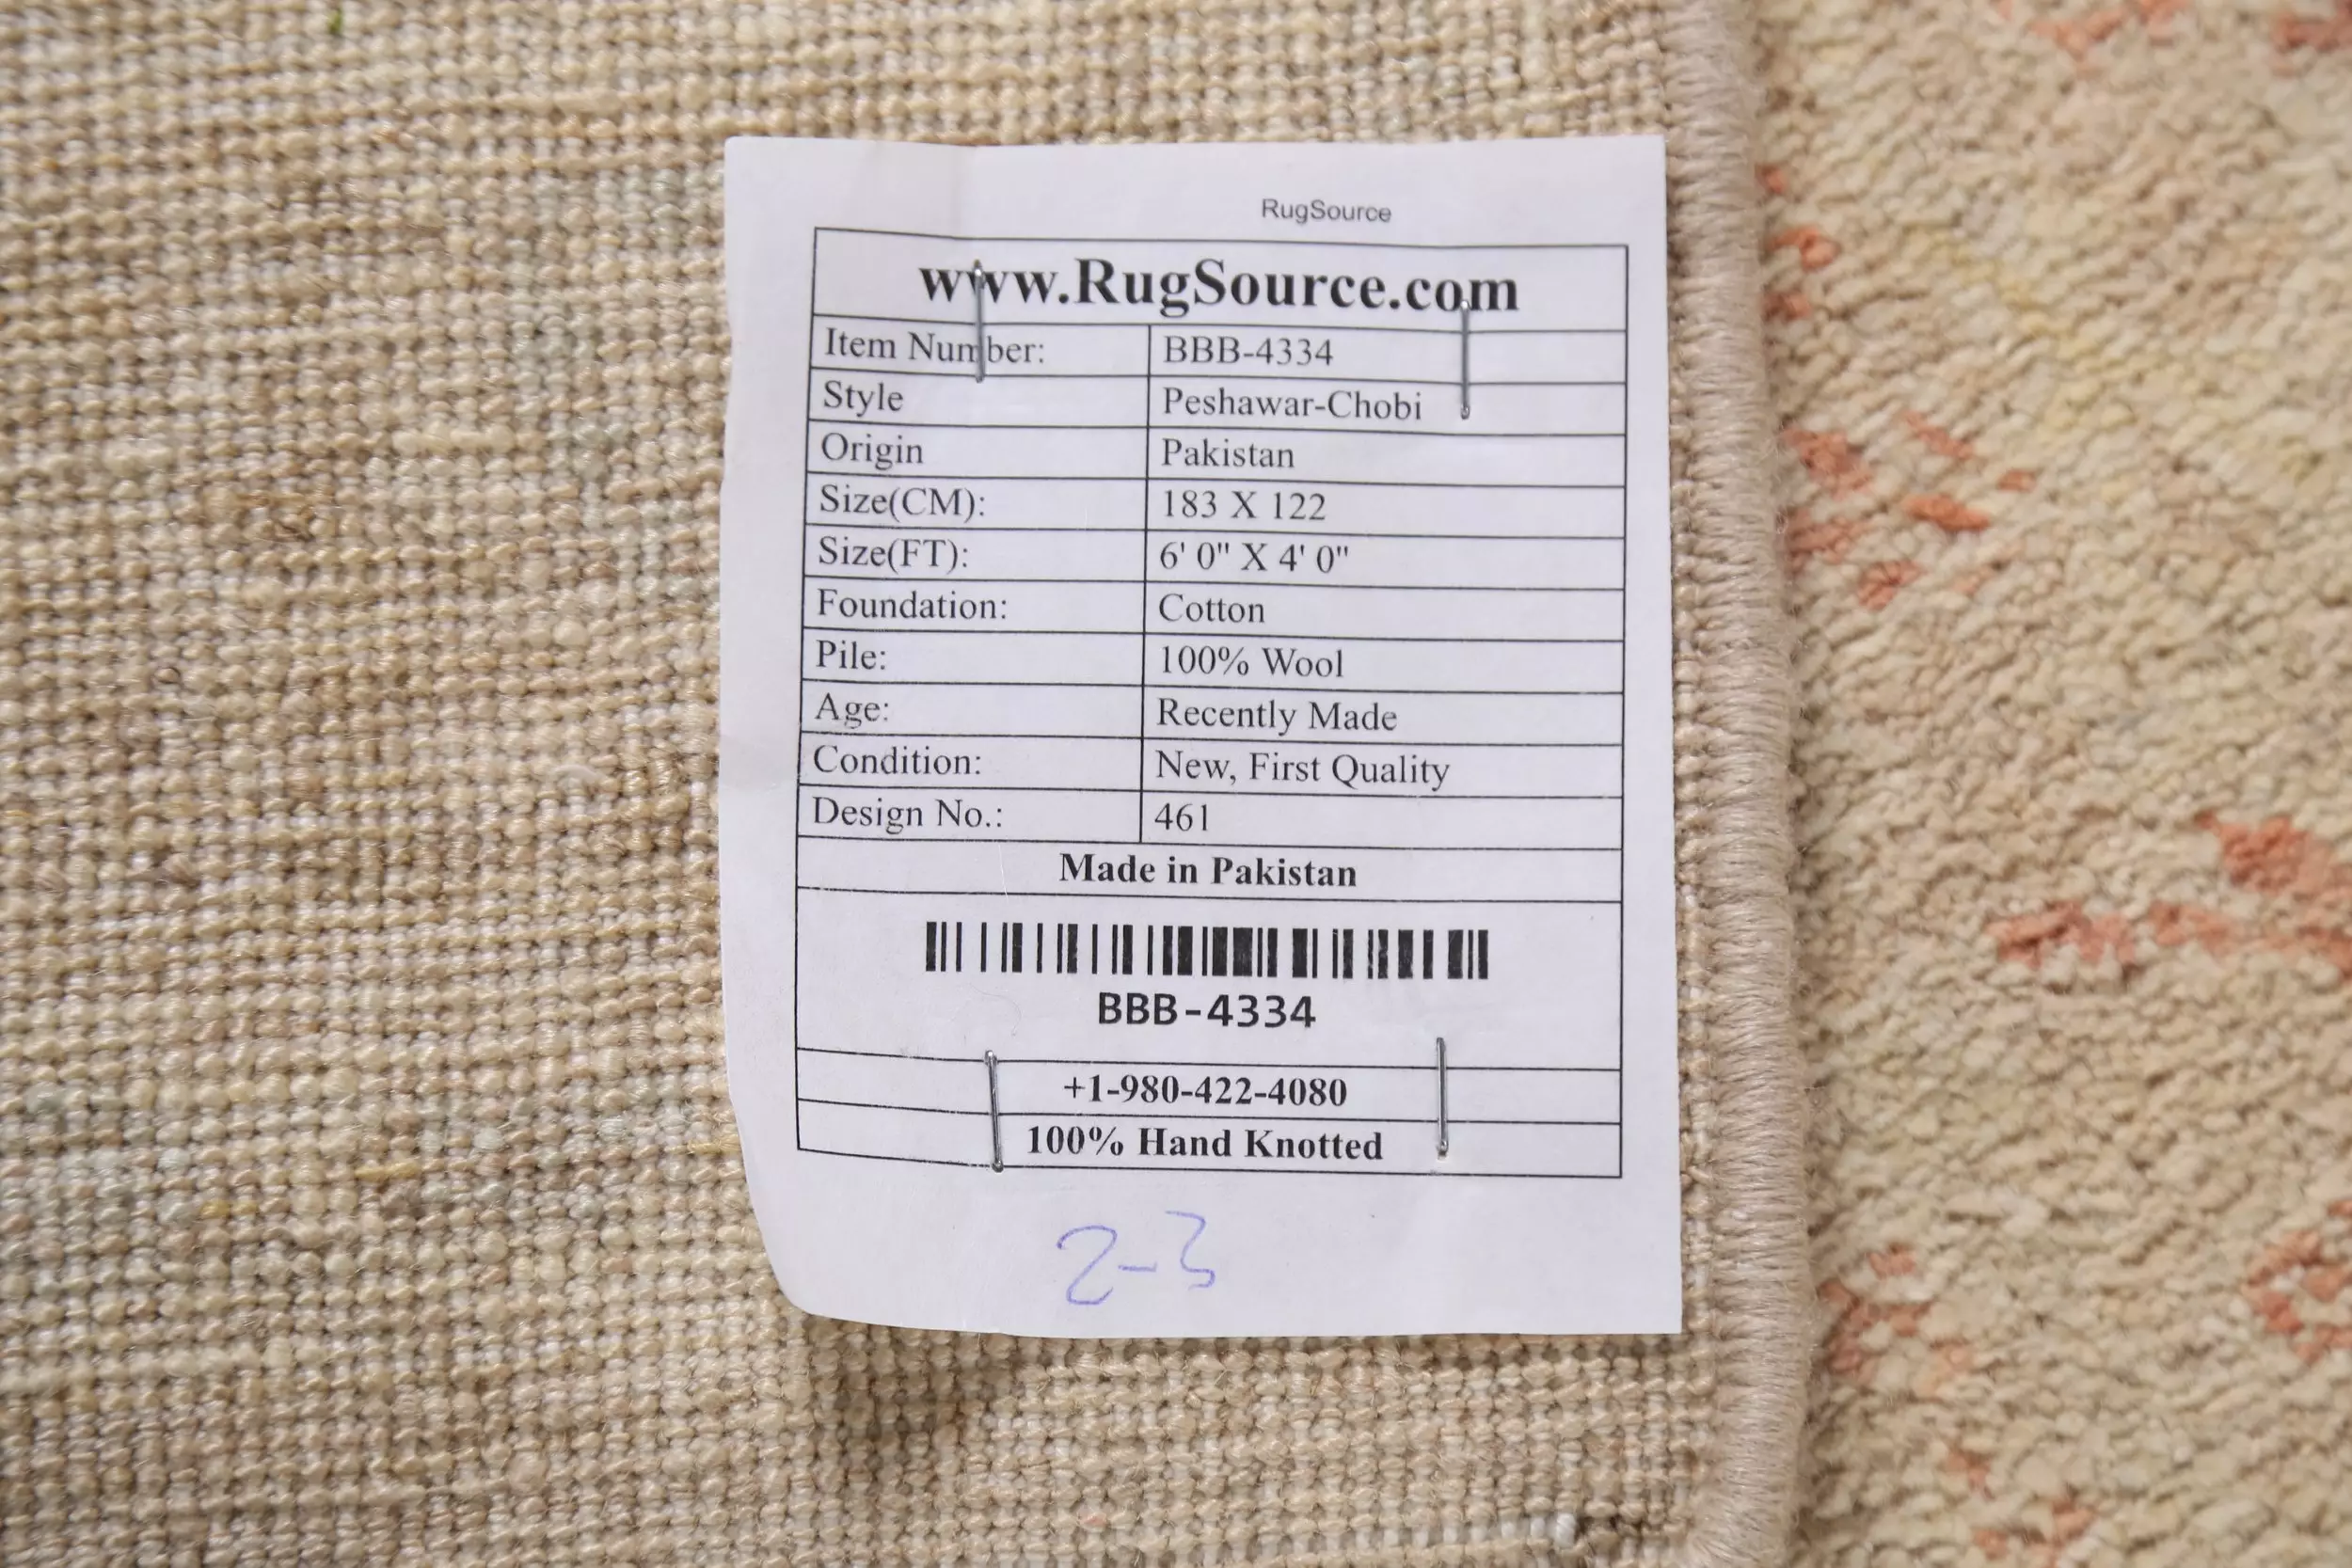 RugSource
www.RugSource.com
Item Number: BBB-4334
Style Peshawar-Chobi
Origin Pakistan
Size(CM): 183 X 122
Size(FT): 6' 0" X 4' 0"
Foundation: Cotton
Pile: 100% Wool
Age: Recently Made
Condition: New, First Quality
Design No.: 461
Made in Pakistan
BBB-4334
+1-980-422-4080
100% Hand Knotted
2-3